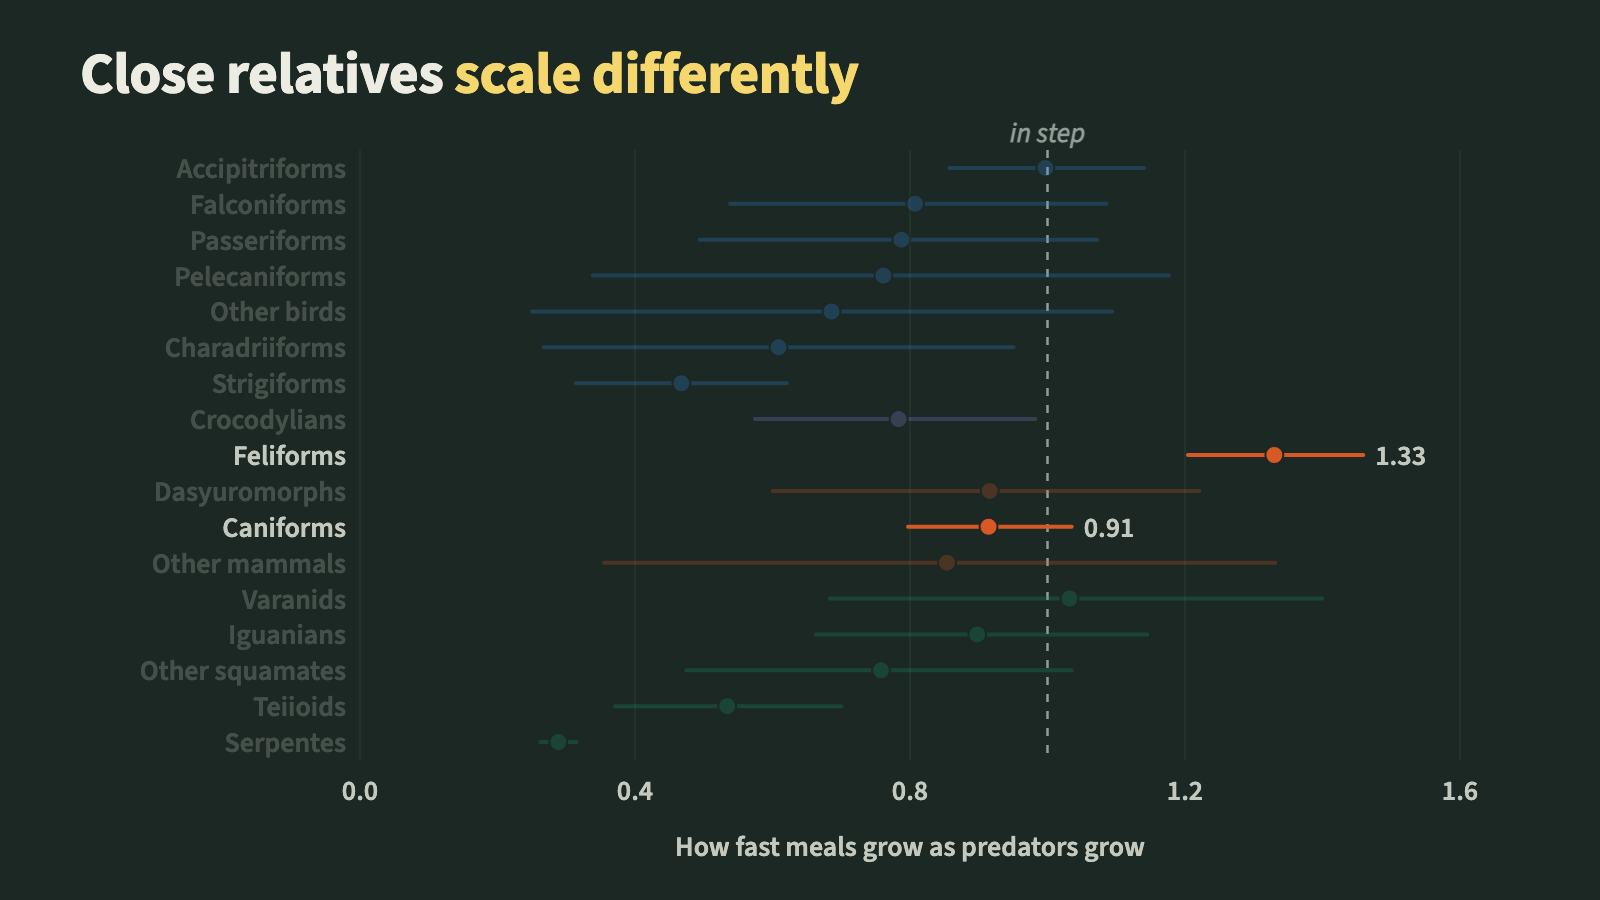 Close relatives scale differently
in step
Accipitriforms
Falconiforms
Passeriforms
Pelecaniforms
Other birds
Charadriiforms
Strigiforms
Crocodylians
Feliforms 1.33
Dasyuromorphs
Caniforms 0.91
Other mammals
Varanids
Iguanians
Other squamates
Teiioids
Serpentes
0.0 0.4 0.8 1.2 1.6
How fast meals grow as predators grow